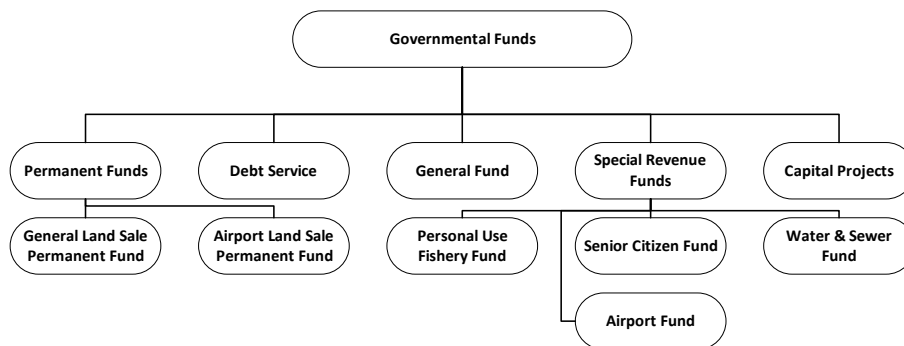 Governmental Funds
Permanent Funds
Debt Service
General Fund
Special Revenue
Funds
Capital Projects
General Land Sale
Permanent Fund
Airport Land Sale
Permanent Fund
Personal Use
Fishery Fund
Senior Citizen Fund
Water & Sewer
Fund
Airport Fund